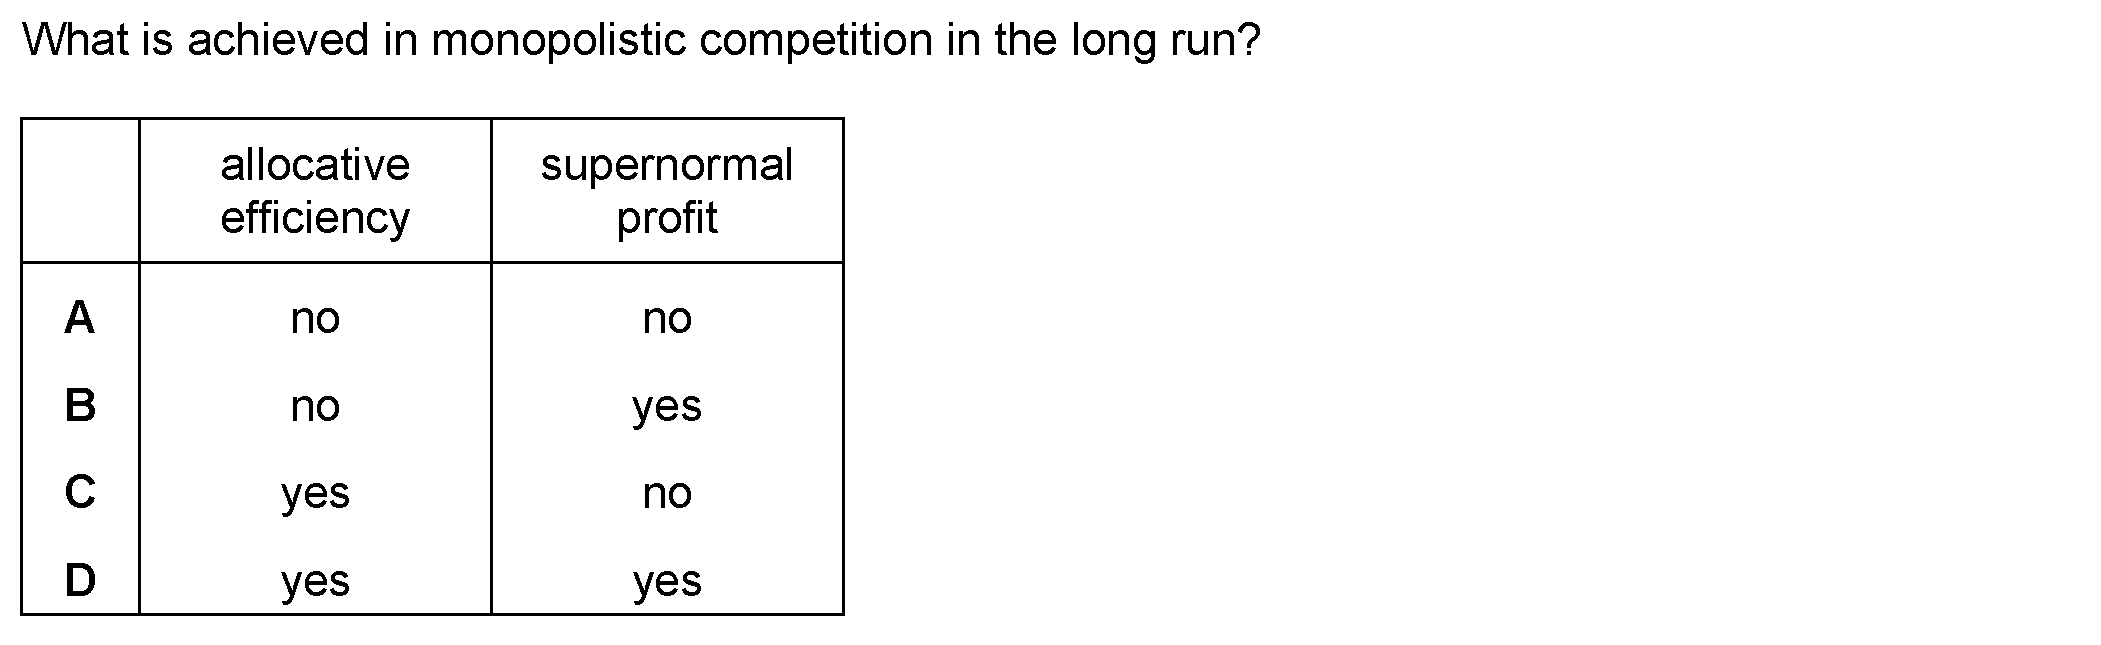 What is achieved in monopolistic competition in the long run?
allocative supernormal
efficiency profit
A no no
B no yes
C yes no
D yes yes